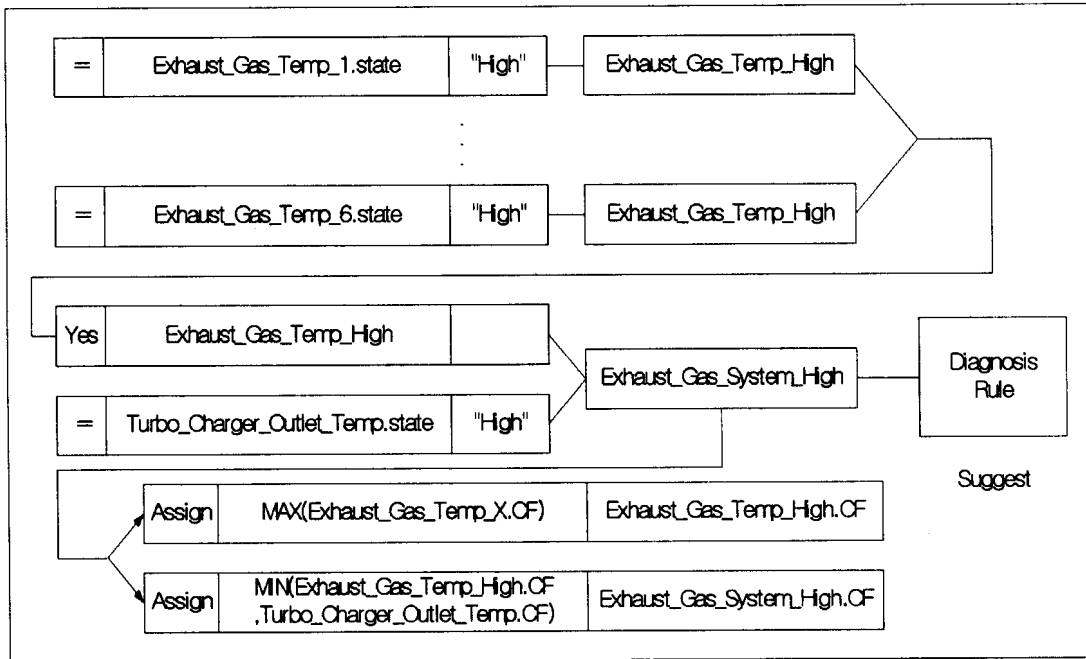 = Exhaust_Gas_Temp_1.state "High" Exhaust_Gas_Temp_High
= Exhaust_Gas_Temp_6.state "High" Exhaust_Gas_Temp_High
Yes Exhaust_Gas_Temp_High
= Turbo_Charger_Outlet_Temp.state "High"
Exhaust_Gas_System_High
Diagnosis
Rule
Suggest
Assign MAX(Exhaust_Gas_Temp_X.CF) Exhaust_Gas_Temp_High.CF
Assign MIN(Exhaust_Gas_Temp_High.CF
,Turbo_Charger_Outlet_Temp.CF) Exhaust_Gas_System_High.CF